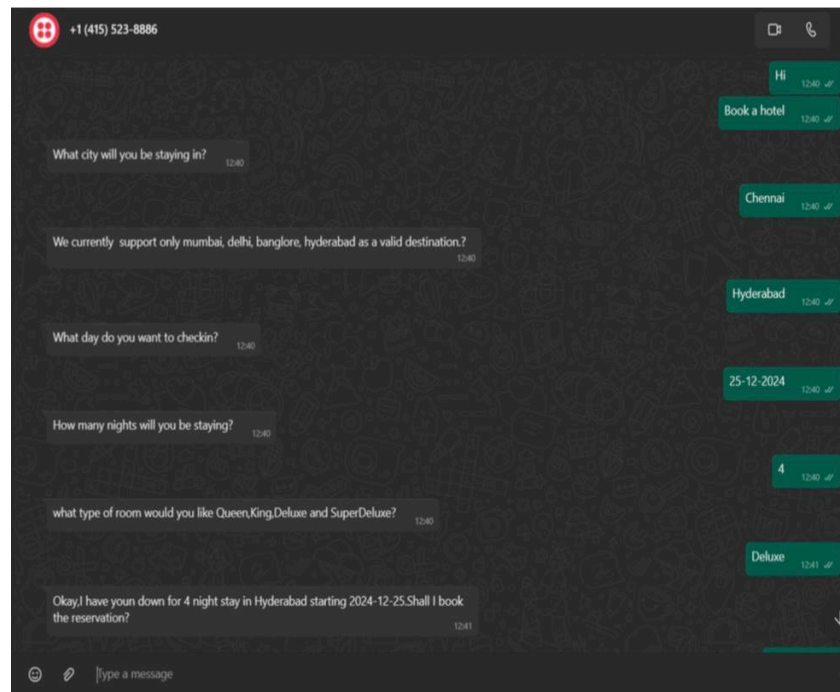 +1 (415) 523-8886
Hi
12:40
Book a hotel
12:40
What city will you be staying in?
12:40
Chennai
12:40
We currently support only mumbai, delhi, banglore, hyderabad as a valid destination.?
12:40
Hyderabad
12:40
What day do you want to checkin?
12:40
25-12-2024
12:40
How many nights will you be staying?
12:40
4
12:40
what type of room would you like Queen,King,Deluxe and SuperDeluxe?
12:40
Deluxe
12:41
Okay,I have youn down for 4 night stay in Hyderabad starting 2024-12-25.Shall I book
the reservation?
12:41
Type a message